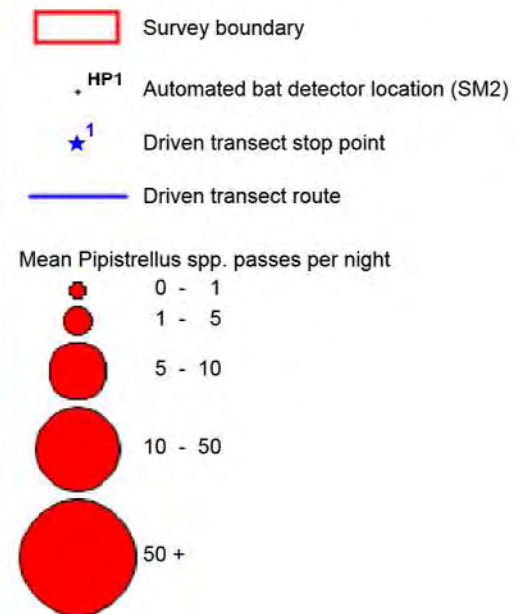 Survey boundary
HP1
Automated bat detector location (SM2)
1
Driven transect stop point
Driven transect route
Mean Pipistrellus spp. passes per night
0 - 1
1 - 5
5 - 10
10 - 50
50 +